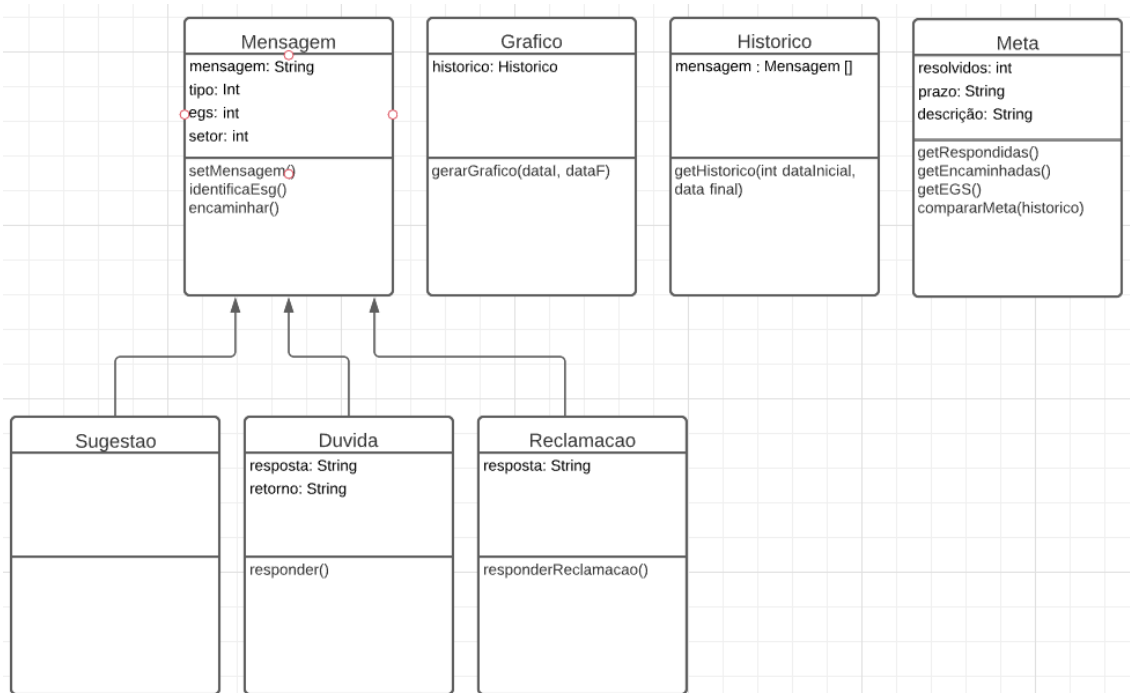 Mensagem
mensagem: String
tipo: Int
egs: int
setor: int
setMensagem()
identificaEsg()
encaminhar()
Grafico
historico: Historico
gerarGrafico(dataI, dataF)
Historico
mensagem : Mensagem []
getHistorico(int dataInicial,
data final)
Meta
resolvidos: int
prazo: String
descrição: String
getRespondidas()
getEncaminhadas()
getEGS()
compararMeta(historico)
Sugestao
Duvida
resposta: String
retorno: String
responder()
Reclamacao
resposta: String
responderReclamacao()